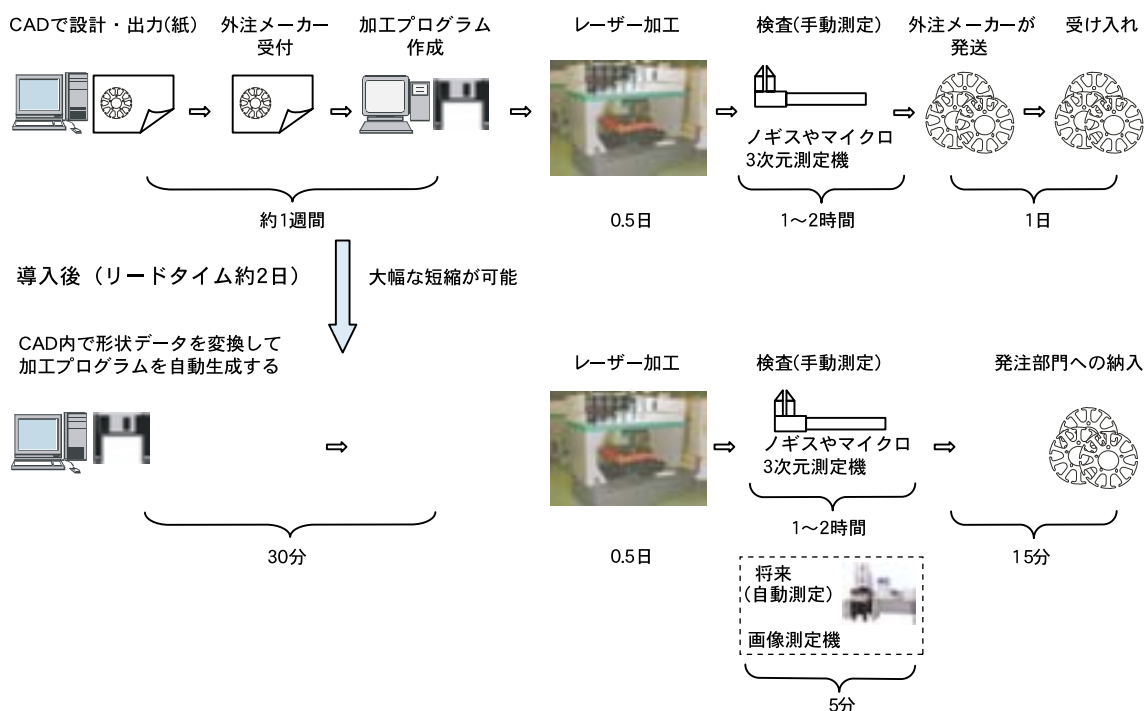 CADで設計・出力(紙)
外注メーカー
受付
加工プログラム
作成
レーザー加工
検査(手動測定)
外注メーカーが
発送
受け入れ
ノギスやマイクロ
3次元測定機
約1週間
0.5日
1〜2時間
1日
導入後（リードタイム約2日）
大幅な短縮が可能
CAD内で形状データを変換して
加工プログラムを自動生成する
レーザー加工
検査(手動測定)
発注部門への納入
ノギスやマイクロ
3次元測定機
30分
0.5日
1〜2時間
15分
将来
(自動測定)
画像測定機
5分